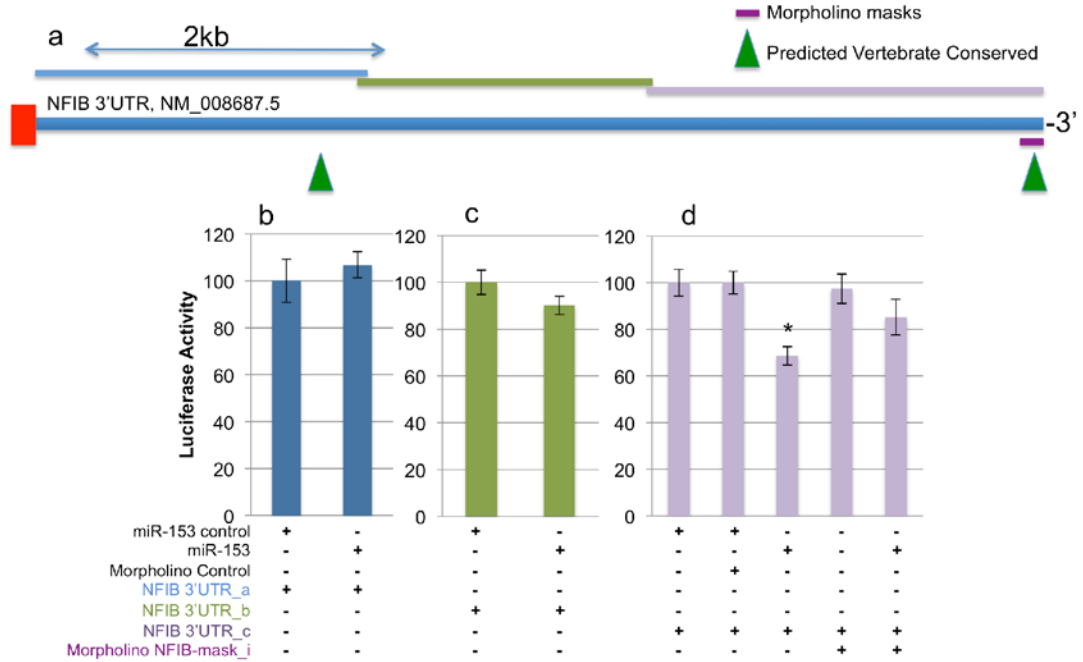 Morpholino masks
Predicted Vertebrate Conserved
a
2kb
NFIB 3'UTR, NM_008687.5
-3'
b
c
d
Luciferase Activity
120
100
80
60
40
20
0
120
100
80
60
40
20
0
120
100
80
60
40
20
0
*
miR-153 control + - + - + + - - -
miR-153 - + - + - - + - +
Morpholino Control - - - - - + - - -
NFIB 3'UTR_a + + - - - - - - -
NFIB 3'UTR_b - - + + - - - - -
NFIB 3'UTR_c - - - - + + + + +
Morpholino NFIB-mask_i - - - - - - - + +